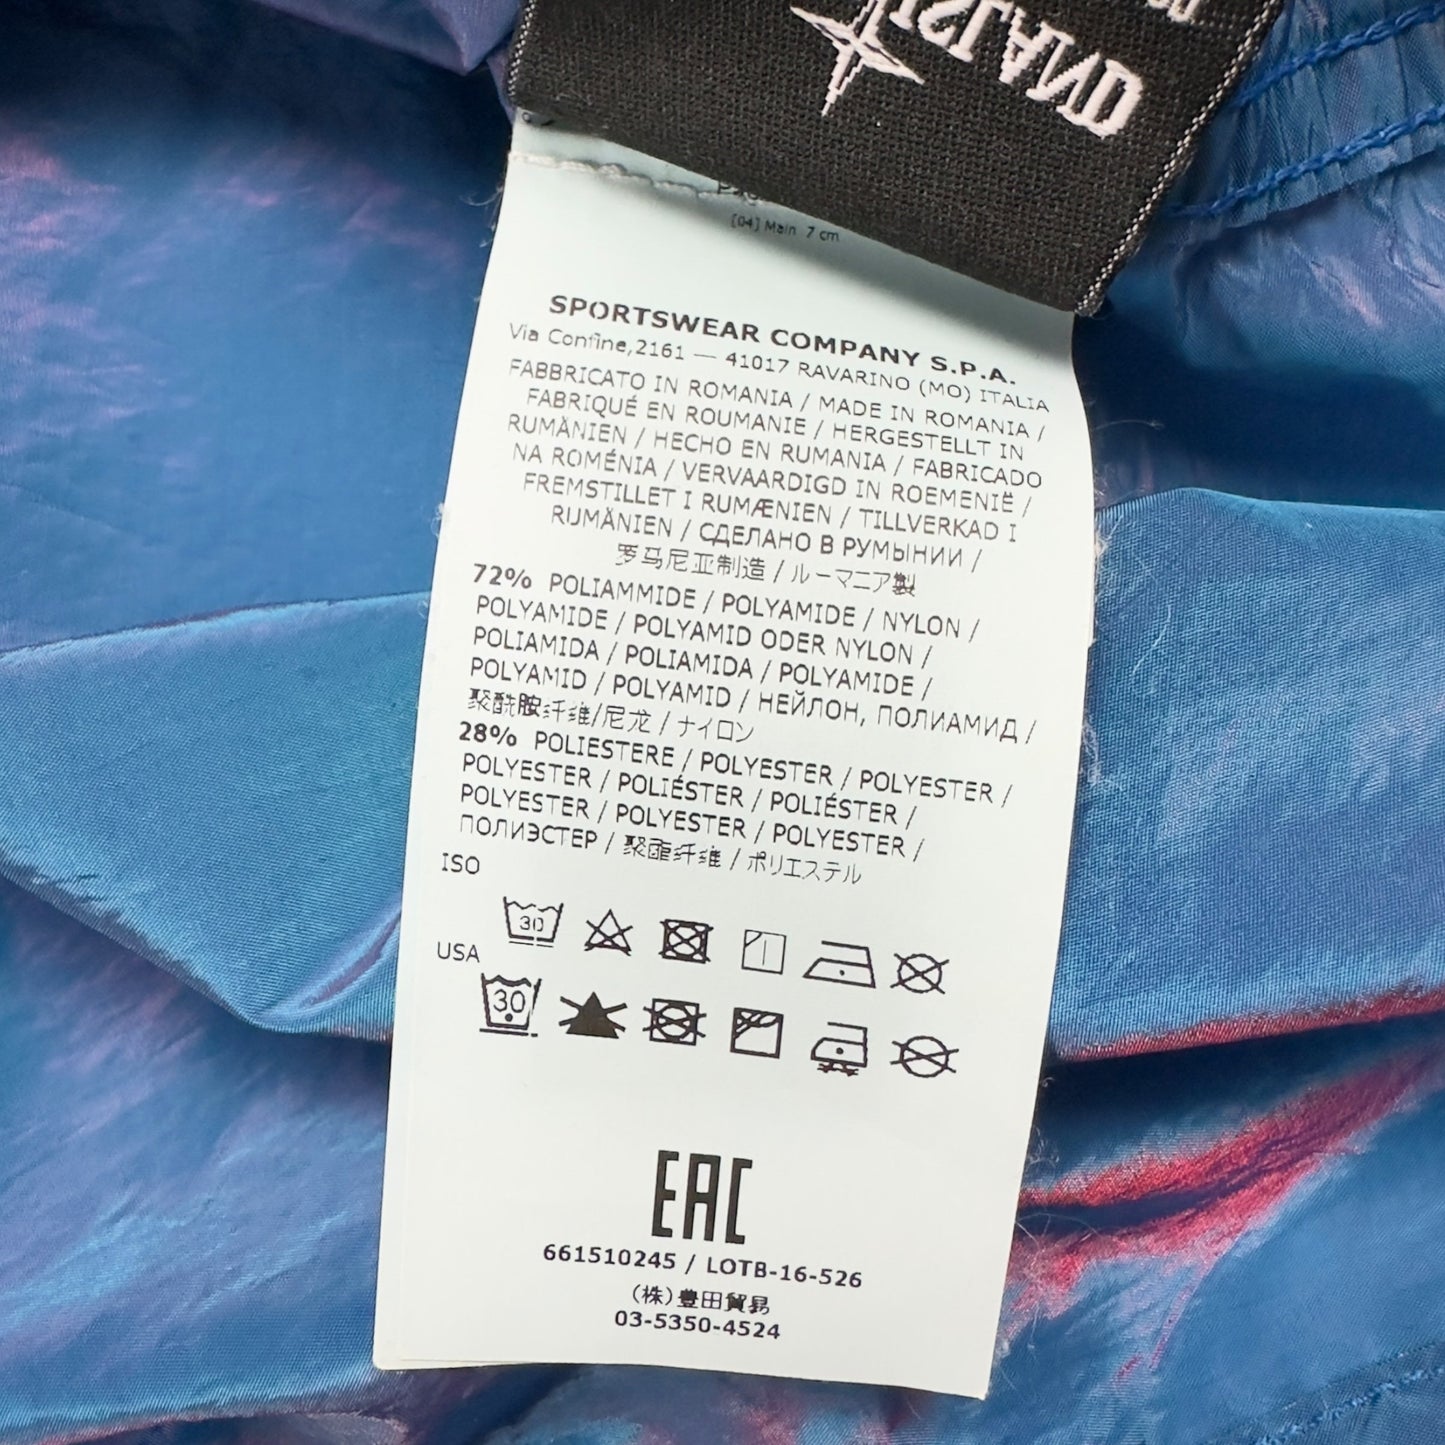 ISLAND
[04] Main 7 cm
SPORTSWEAR COMPANY S.P.A.
Via Confine,2161 — 41017 RAVARINO (MO) ITALIA
FABBRICATO IN ROMANIA / MADE IN ROMANIA /
FABRIQUÉ EN ROUMANIE / HERGESTELLT IN
RUMÄNIEN / HECHO EN RUMANIA / FABRICADO
NA ROMÉNIA / VERVAARDIGD IN ROEMENIË /
FREMSTILLET I RUMÆNIEN / TILLVERKAD I
RUMÄNIEN / СДЕЛАНО В РУМЫНИИ /
罗马尼亚制造 / ルーマニア製
72% POLIAMMIDE / POLYAMIDE / NYLON /
POLYAMIDE / POLYAMID ODER NYLON /
POLIAMIDA / POLIAMIDA / POLYAMIDE /
POLYAMID / POLYAMID / НЕЙЛОН, ПОЛИАМИД /
聚酰胺纤维/尼龙 / ナイロン
28% POLIESTERE / POLYESTER / POLYESTER /
POLYESTER / POLIÉSTER / POLIÉSTER /
POLYESTER / POLYESTER / POLYESTER /
ПОЛИЭСТЕР / 聚酯纤维 / ポリエステル
ISO
30
USA
30
EAC
661510245 / LOTB-16-526
(株)豊田貿易
03-5350-4524